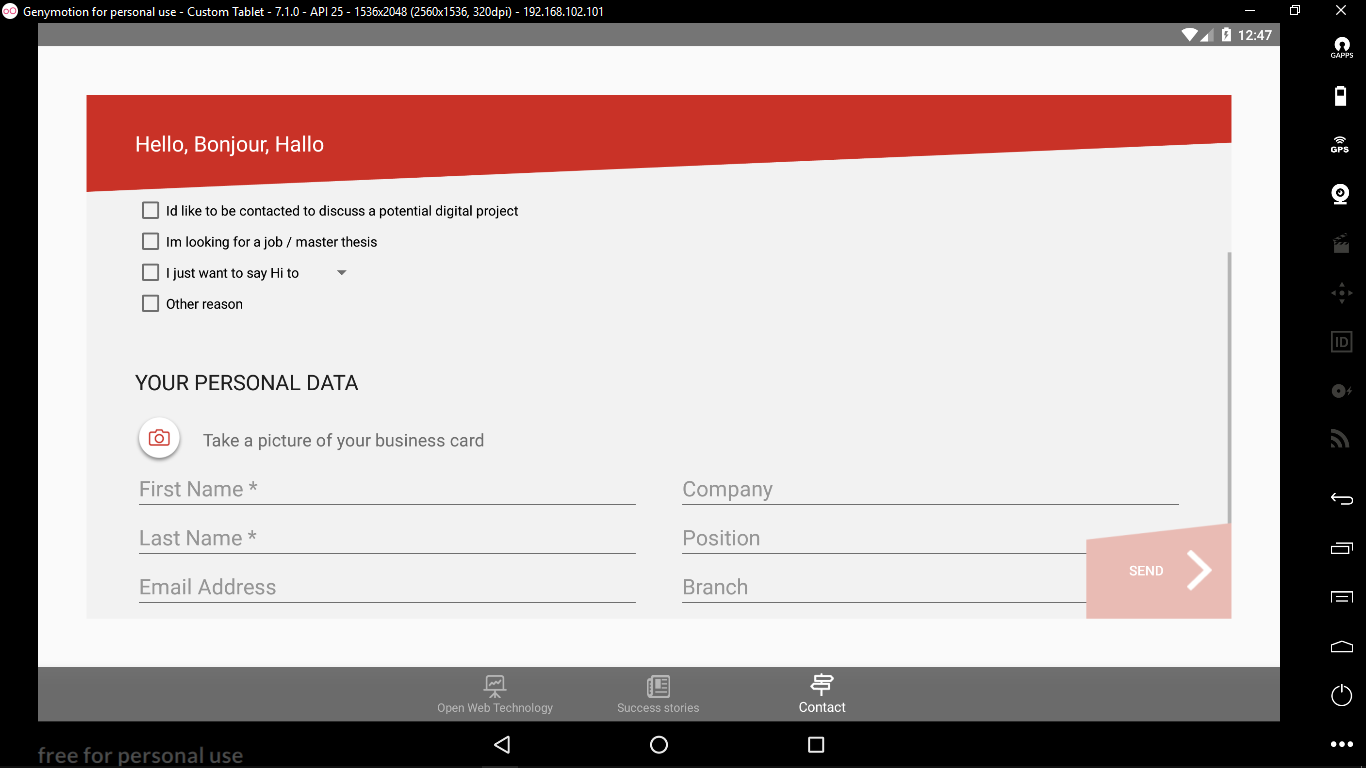 Genymotion for personal use - Custom Tablet - 7.1.0 - API 25 - 1536x2048 (2560x1536, 320dpi) - 192.168.102.101
12:47
GAPPS
Hello, Bonjour, Hallo
GPS
Id like to be contacted to discuss a potential digital project
Im looking for a job / master thesis
I just want to say Hi to
Other reason
ID
YOUR PERSONAL DATA
Take a picture of your business card
First Name *
Company
Last Name *
Position
SEND
Email Address
Branch
Open Web Technology
Success stories
Contact
free for personal use